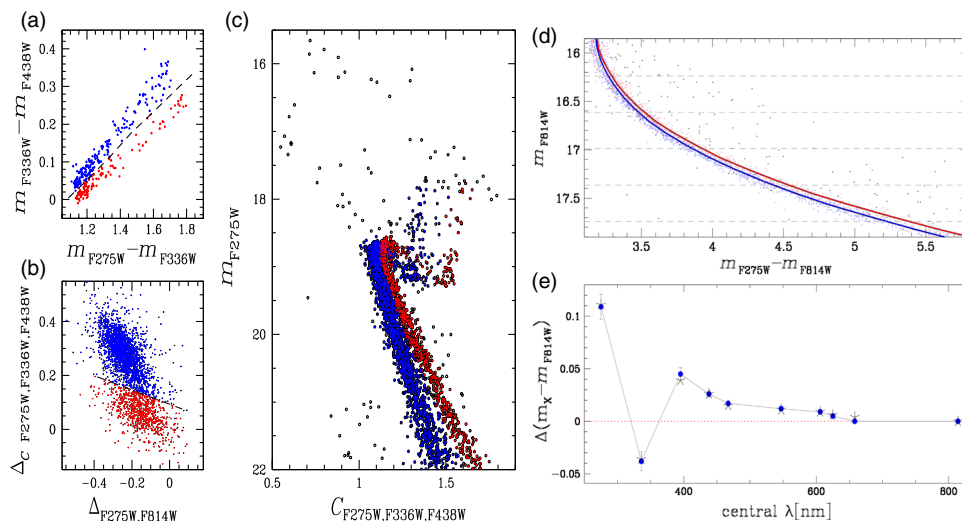 (a)
0.4
0.3
0.2
0.1
0
m F336W − m F438W
1.2 1.4 1.6 1.8
m F275W − m F336W
(b)
0.4
0.2
0
Δ C F275W,F336W,F438W
−0.4 −0.2 0
Δ F275W,F814W
(c)
16
18
20
22
m F275W
0.5 1 1.5
C F275W,F336W,F438W
(d)
16
16.5
17
17.5
m F814W
3.5 4 4.5 5 5.5
m F275W − m F814W
(e)
0.1
0.05
0
−0.05
Δ(m X − m F814W)
400 600 800
central λ[nm]